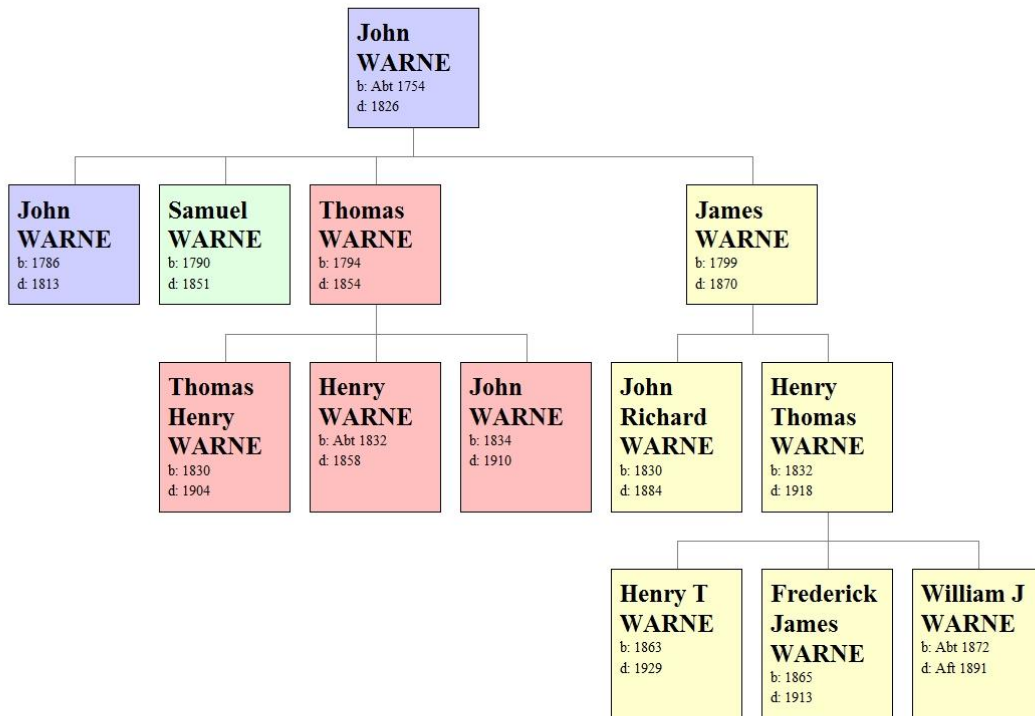 John
WARNE
b: Abt 1754
d: 1826
John
WARNE
b: 1786
d: 1813
Samuel
WARNE
b: 1790
d: 1851
Thomas
WARNE
b: 1794
d: 1854
James
WARNE
b: 1799
d: 1870
Thomas
Henry
WARNE
b: 1830
d: 1904
Henry
WARNE
b: Abt 1832
d: 1858
John
WARNE
b: 1834
d: 1910
John
Richard
WARNE
b: 1830
d: 1884
Henry
Thomas
WARNE
b: 1832
d: 1918
Henry T
WARNE
b: 1863
d: 1929
Frederick
James
WARNE
b: 1865
d: 1913
William J
WARNE
b: Abt 1872
d: Aft 1891